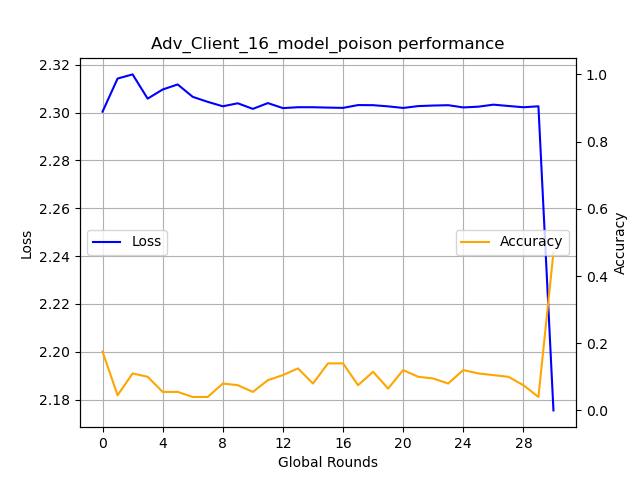 Adv_Client_16_model_poison performance
2.32
2.30
2.28
2.26
2.24
2.22
2.20
2.18
Loss
Loss
Accuracy
1.0
0.8
0.6
0.4
0.2
0.0
Accuracy
0 4 8 12 16 20 24 28
Global Rounds